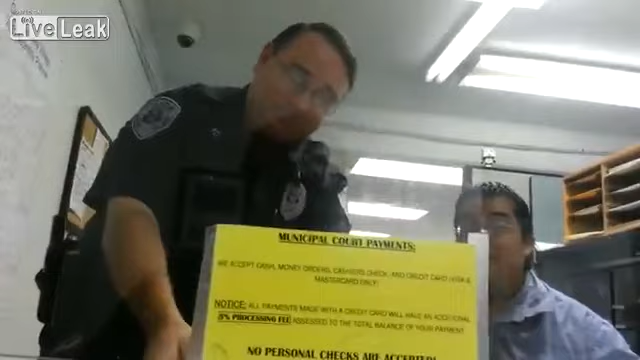 Hosted on
LiveLeak
MUNICIPAL COURT PAYMENTS:
WE ACCEPT CASH, MONEY ORDERS, CASHIERS CHECK, AND CREDIT CARD (VISA &
MASTERCARD ONLY)
NOTICE: ALL PAYMENTS MADE WITH A CREDIT CARD WILL HAVE AN ADDITIONAL
PROCESSING FEE ASSESSED TO THE TOTAL BALANCE OF YOUR PAYMENT
NO PERSONAL CHECKS ARE ACCEPTED!